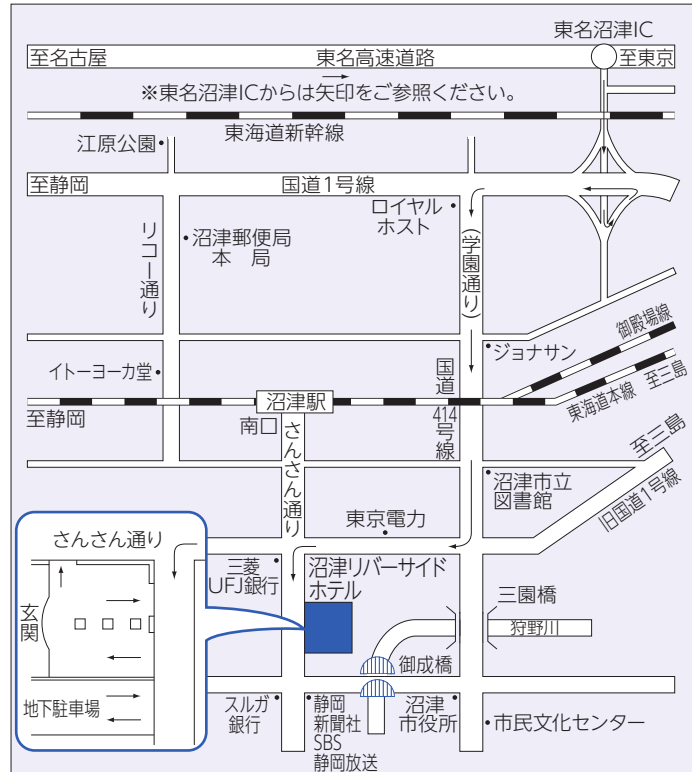 東名沼津IC
至名古屋
東名高速道路
至東京
※東名沼津ICからは矢印をご参照ください。
東海道新幹線
江原公園
至静岡
国道1号線
ロイヤル
ホスト
リコー通り
沼津郵便局
本 局
(学園通り)
御殿場線
ジョナサン
イトーヨーカ堂
国道
414号線
沼津駅
至静岡
南口
東海道本線
至三島
さんさん通り
至三島
沼津市立
図書館
旧国道1号線
東京電力
さんさん通り
三菱
UFJ銀行
沼津リバーサイド
ホテル
玄関
三園橋
狩野川
御成橋
地下駐車場
スルガ
銀行
静岡
新聞社
SBS
静岡放送
沼津
市役所
市民文化センター